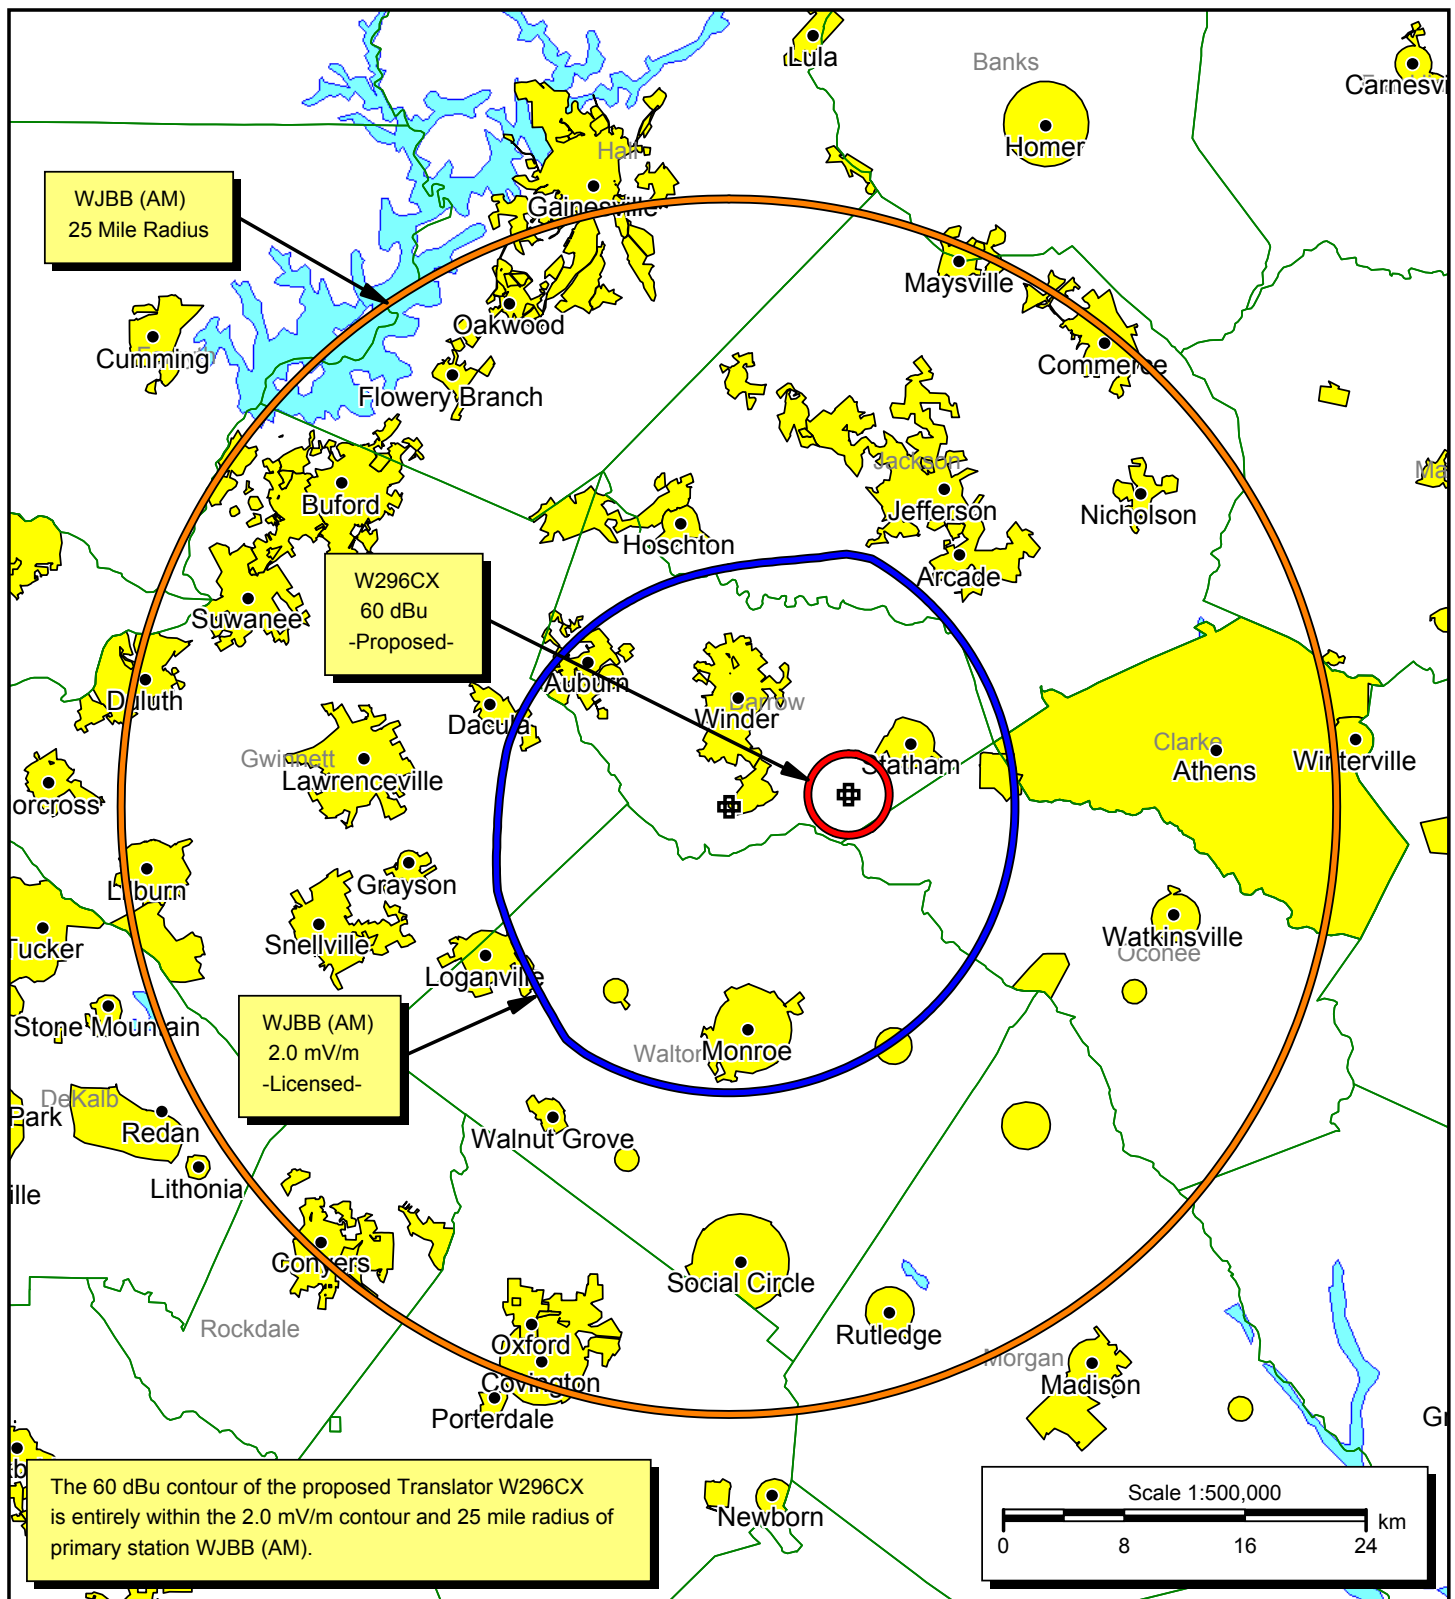 Lula
Banks
Carnesvi
Homer
Hall
WJBB (AM)
25 Mile Radius
Gainesville
Maysville
Oakwood
Cumming
Commerce
Flowery Branch
Jackson
Ma
Buford
Jefferson
Nicholson
Hoschton
Arcade
W296CX
60 dBu
-Proposed-
Suwanee
Auburn
Duluth
Barrow
Winder
Dacula
Clarke
Statham
Athens
Winterville
Gwinnett
Lawrenceville
orcross
Lilburn
Grayson
Snellville
Tucker
Watkinsville
Oconee
Loganville
Stone Mountain
WJBB (AM)
2.0 mV/m
-Licensed-
Walton
Monroe
DeKalb
Park
Redan
Walnut Grove
Lithonia
ille
Conyers
Social Circle
Rockdale
Rutledge
Oxford
Morgan
Covington
Madison
Porterdale
Gr
The 60 dBu contour of the proposed Translator W296CX
is entirely within the 2.0 mV/m contour and 25 mile radius of
primary station WJBB (AM).
Newborn
Scale 1:500,000
km
0 8 16 24